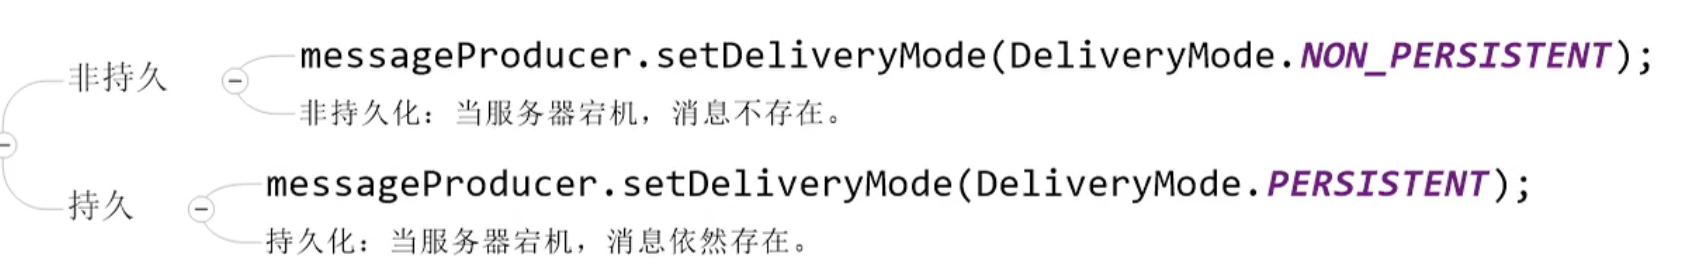 messageProducer.setDeliveryMode(DeliveryMode.NON_PERSISTENT);
非持久
非持久化：当服务器宕机，消息不存在。
messageProducer.setDeliveryMode(DeliveryMode.PERSISTENT);
持久
持久化：当服务器宕机，消息依然存在。